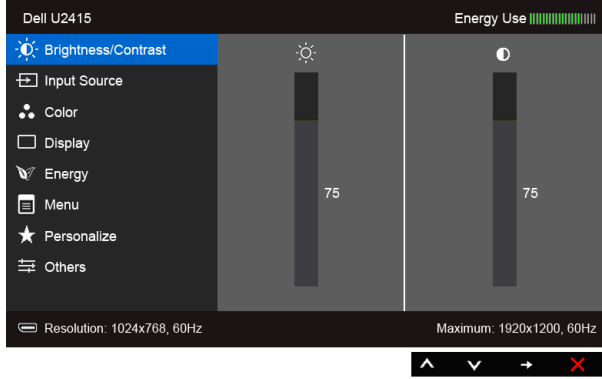 Dell U2415
Energy Use
Brightness/Contrast
Input Source
Color
Display
Energy
Menu
Personalize
Others
75
75
Resolution: 1024x768, 60Hz
Maximum: 1920x1200, 60Hz